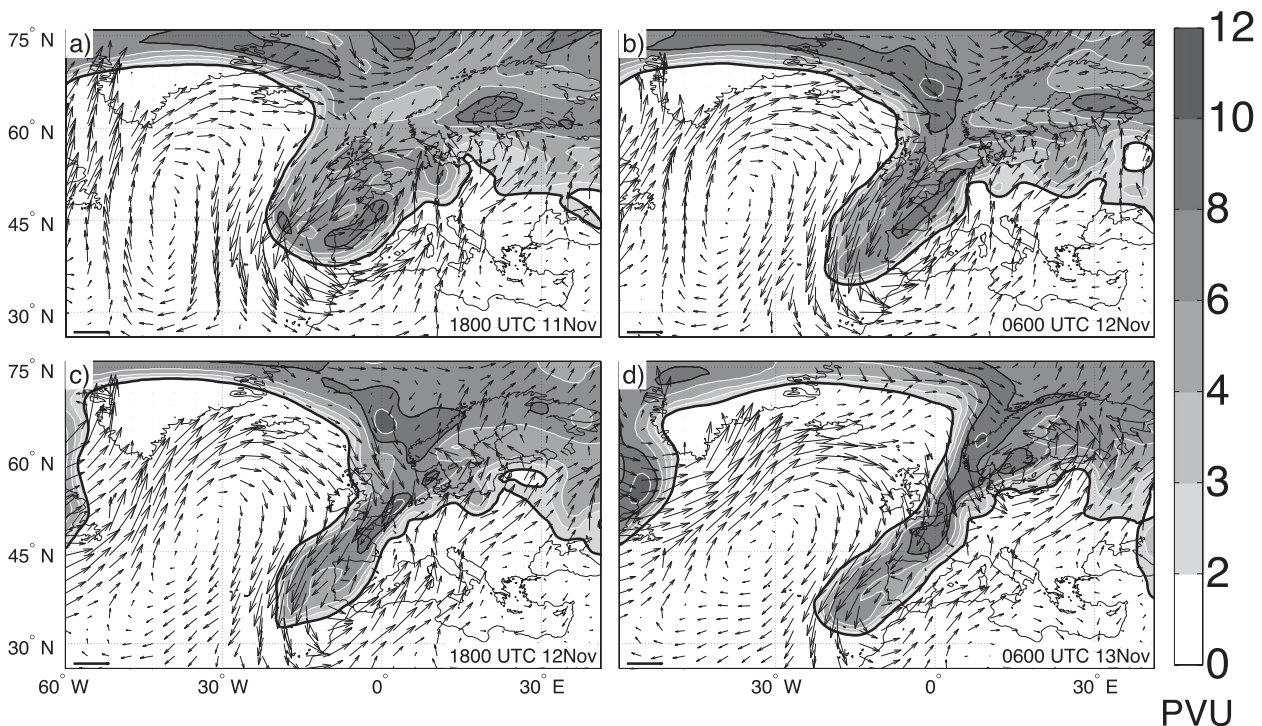 a)
75° N
60° N
45° N
30° N
1800 UTC 11Nov
b)
0600 UTC 12Nov
c)
75° N
60° N
45° N
30° N
1800 UTC 12Nov
60° W
30° W
0°
30° E
d)
0600 UTC 13Nov
30° W
0°
30° E
12
10
8
6
4
3
2
0
PVU